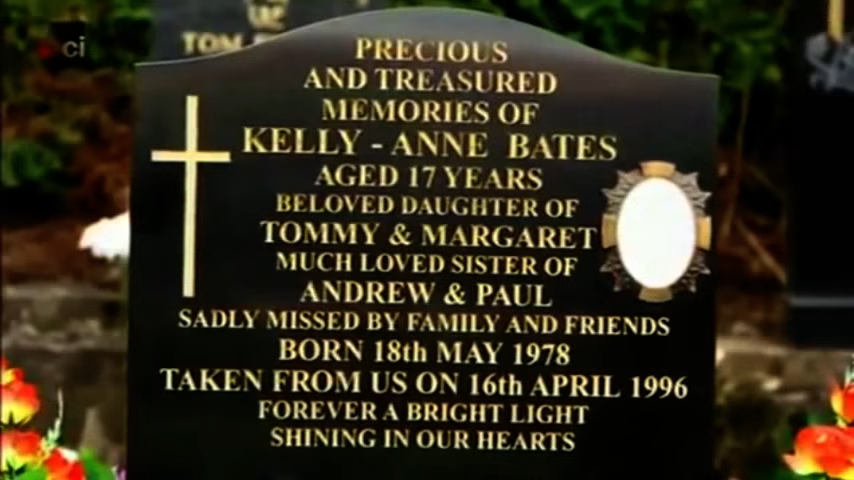 ci
TOM
PRECIOUS
AND TREASURED
MEMORIES OF
KELLY - ANNE BATES
AGED 17 YEARS
BELOVED DAUGHTER OF
TOMMY & MARGARET
MUCH LOVED SISTER OF
ANDREW & PAUL
SADLY MISSED BY FAMILY AND FRIENDS
BORN 18th MAY 1978
TAKEN FROM US ON 16th APRIL 1996
FOREVER A BRIGHT LIGHT
SHINING IN OUR HEARTS